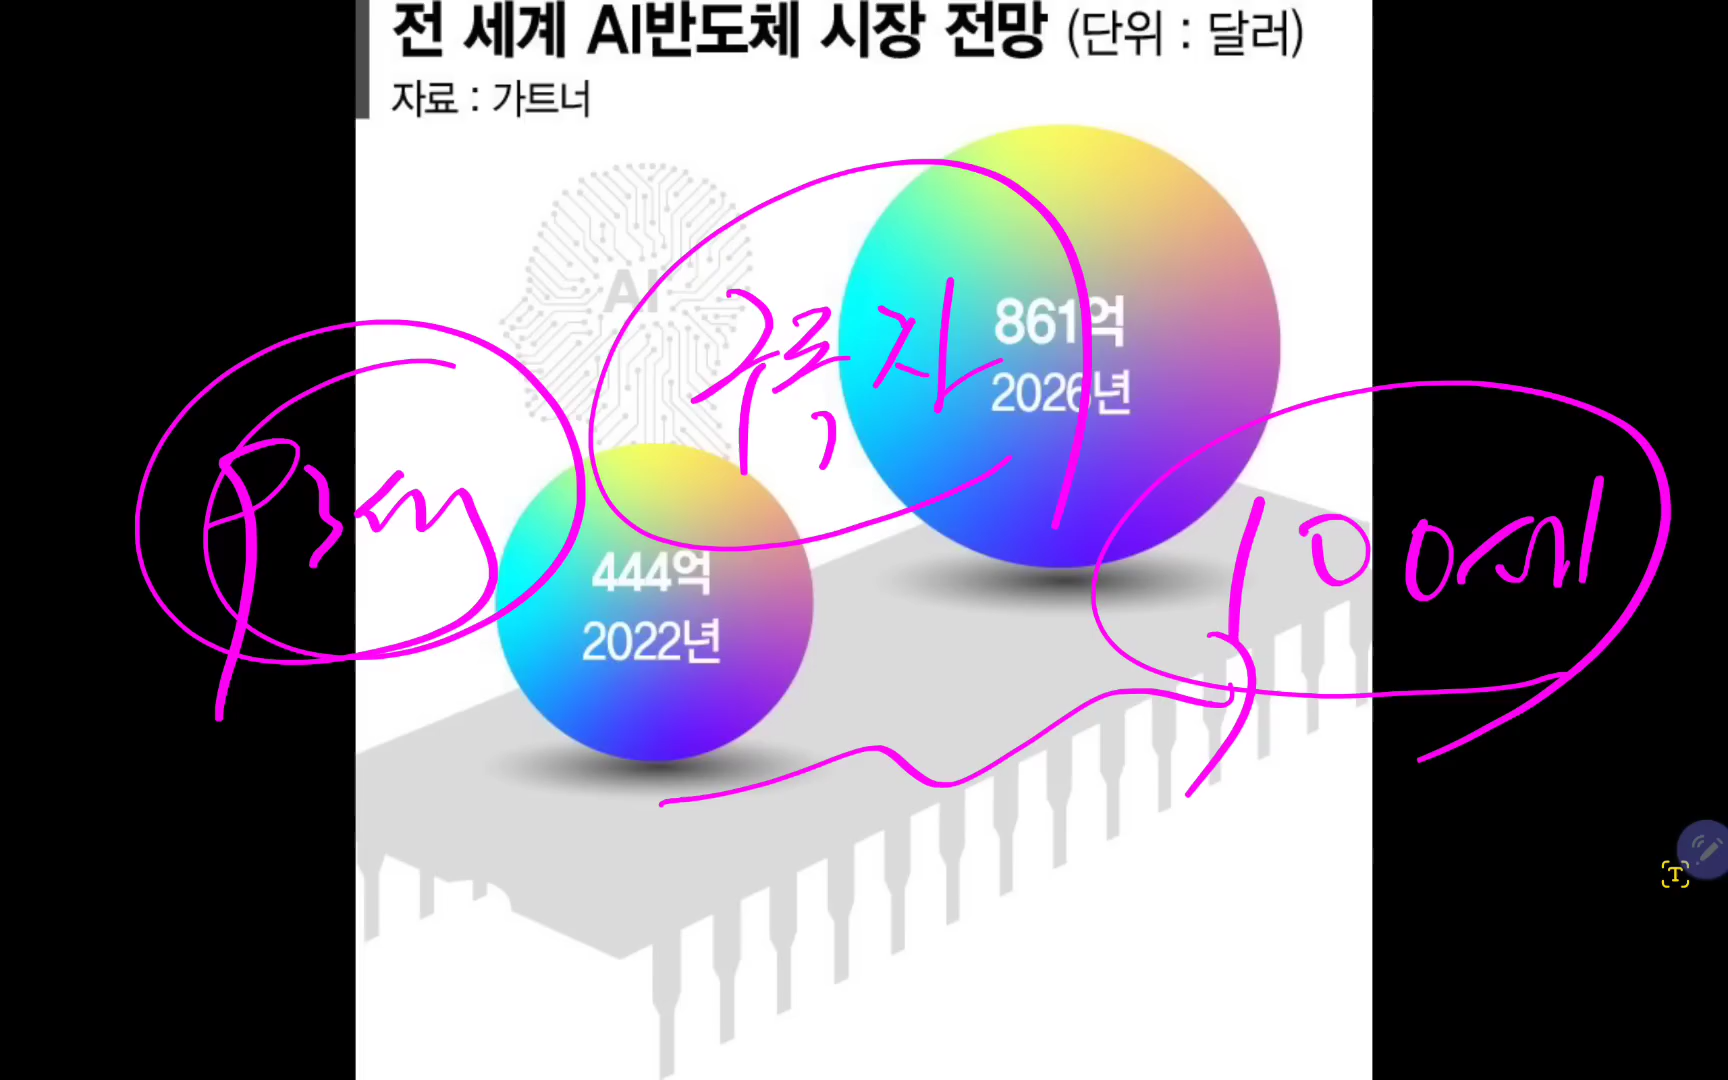 전 세계 AI반도체 시장 전망 (단위 : 달러)
자료 : 가트너
AI
861억
2026년
444억
2022년